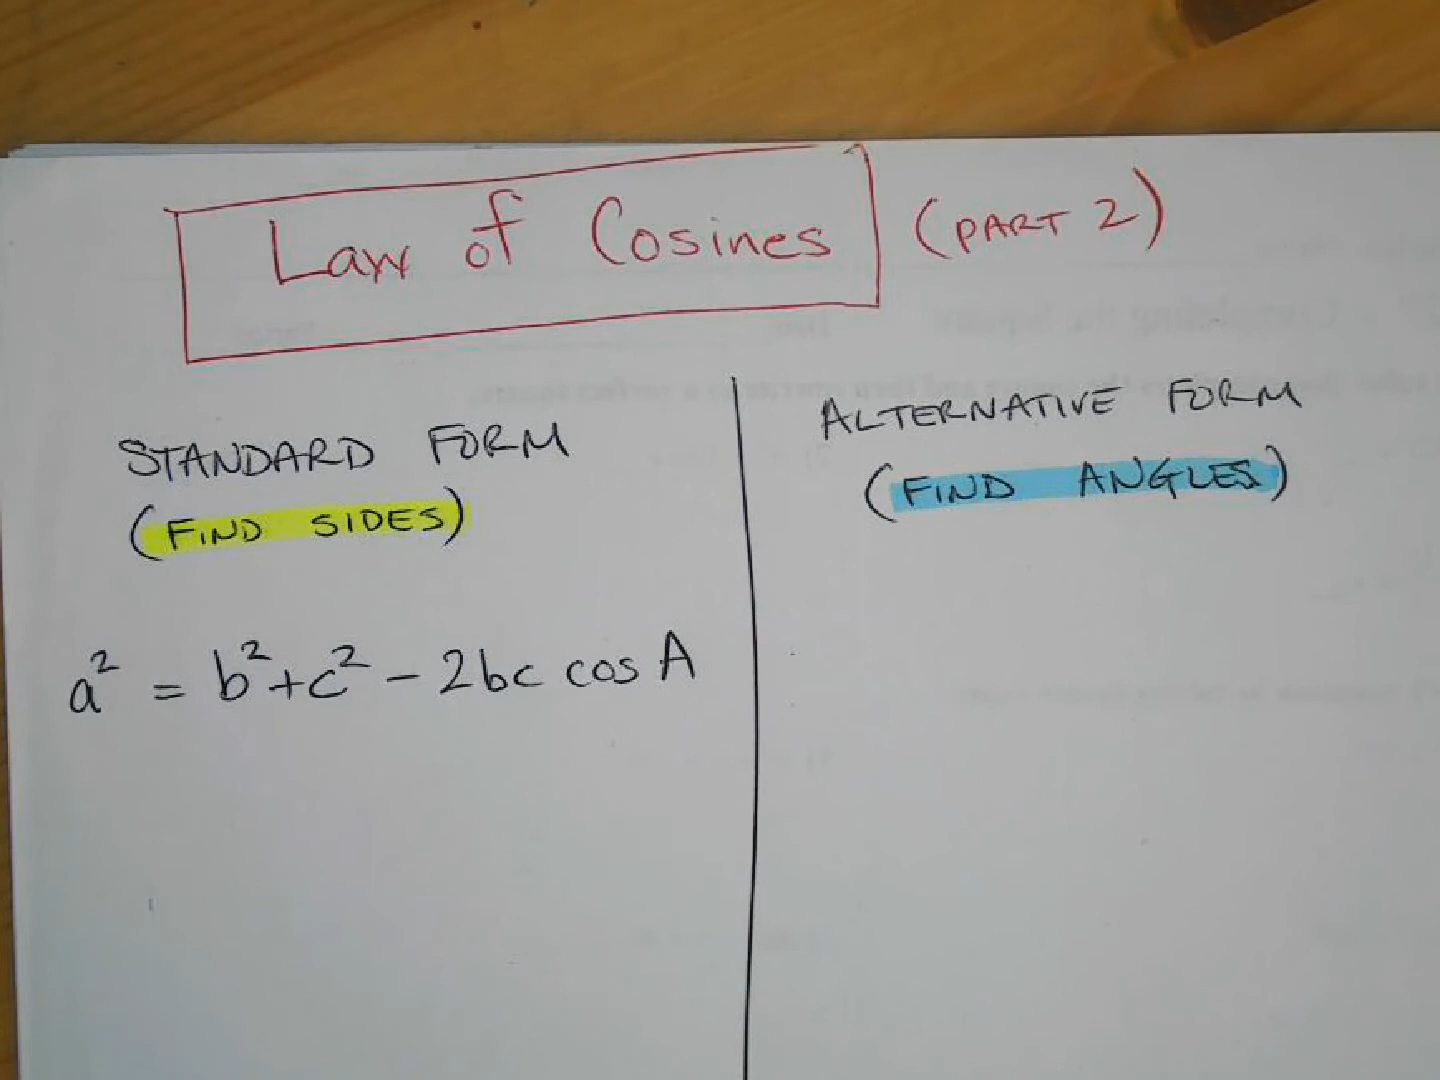 Law of Cosines (PART 2)
STANDARD FORM
(FIND SIDES)
a² = b²+c² - 2bc cos A
ALTERNATIVE FORM
(FIND ANGLES)